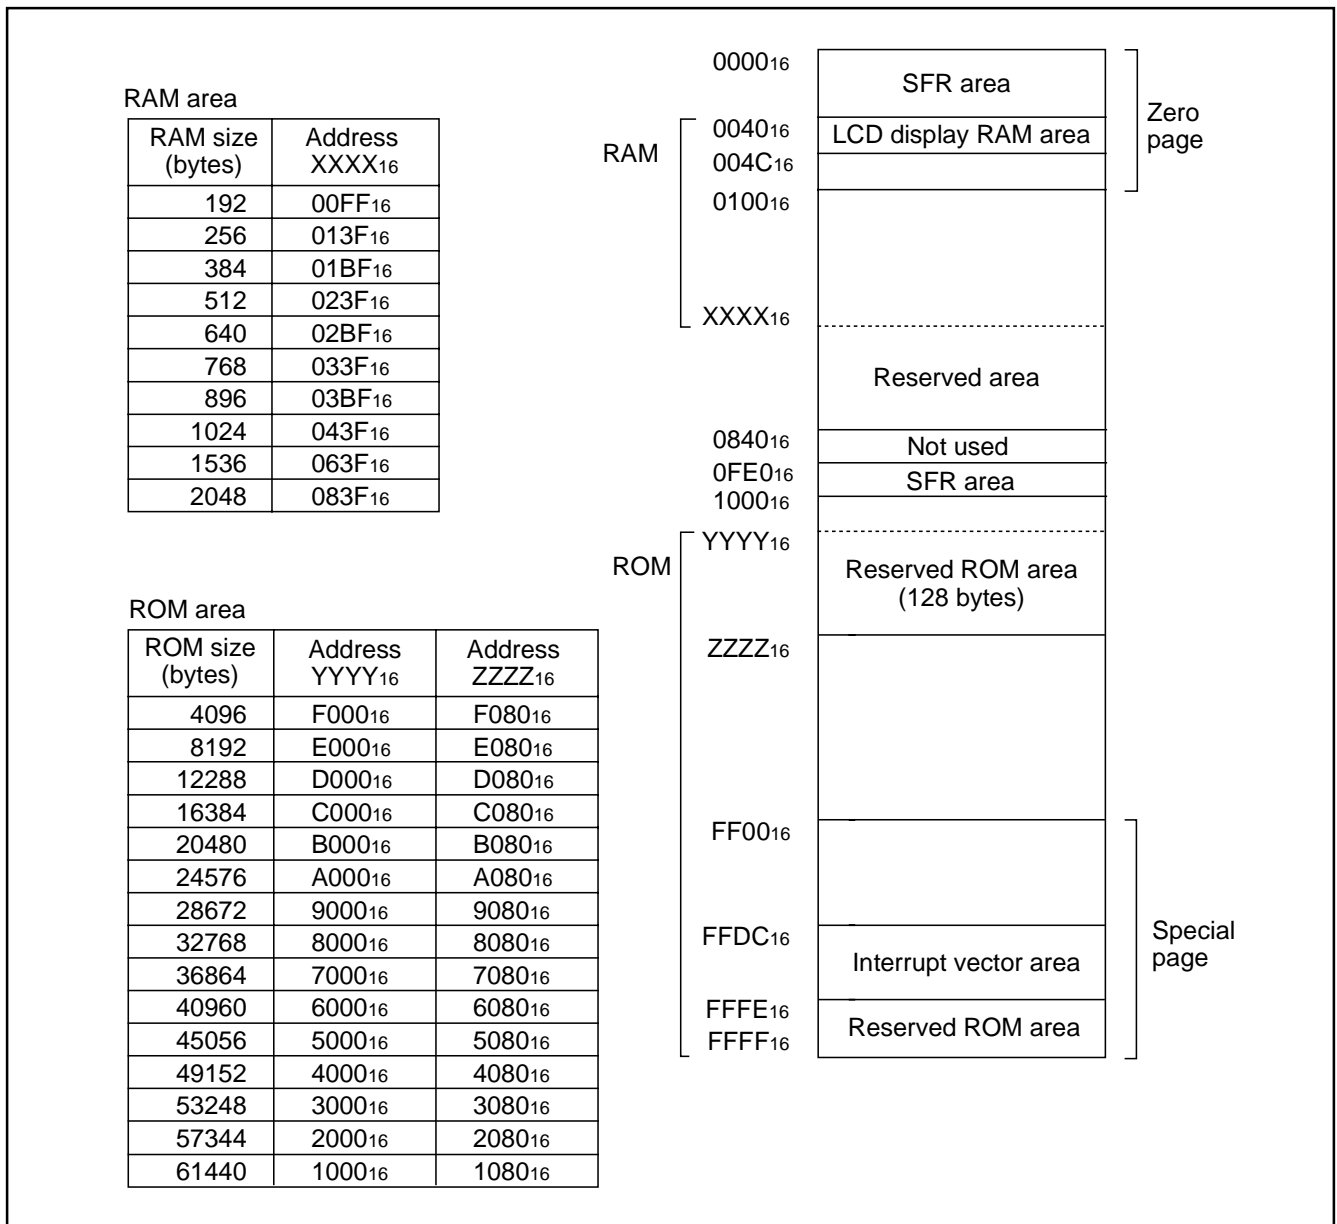 RAM area
RAM size (bytes) Address XXXX16
192 00FF16
256 013F16
384 01BF16
512 023F16
640 02BF16
768 033F16
896 03BF16
1024 043F16
1536 063F16
2048 083F16
ROM area
ROM size (bytes) Address YYYY16 Address ZZZZ16
4096 F00016 F08016
8192 E00016 E08016
12288 D00016 D08016
16384 C00016 C08016
20480 B00016 B08016
24576 A00016 A08016
28672 900016 908016
32768 800016 808016
36864 700016 708016
40960 600016 608016
45056 500016 508016
49152 400016 408016
53248 300016 308016
57344 200016 208016
61440 100016 108016
000016
SFR area
Zero
page
RAM
004016
LCD display RAM area
004C16
010016
XXXX16
Reserved area
084016
Not used
0FE016
SFR area
100016
ROM
YYYY16
Reserved ROM area
(128 bytes)
ZZZZ16
FF0016
FFDC16
Interrupt vector area
Special
page
FFFE16
Reserved ROM area
FFFF16